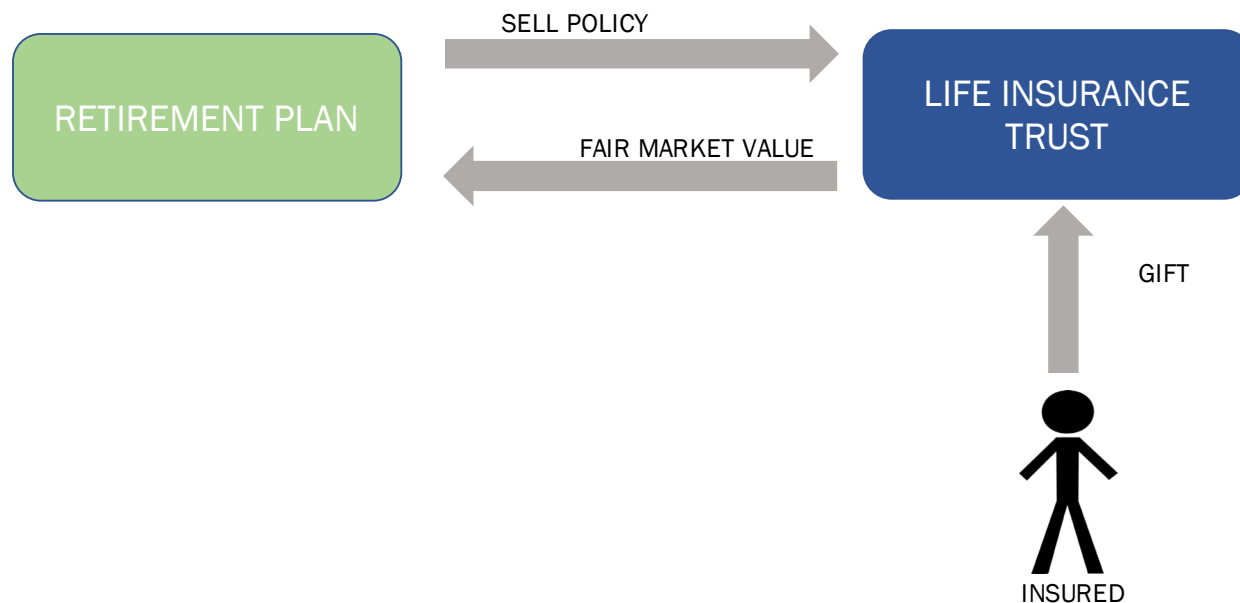 SELL POLICY
RETIREMENT PLAN
LIFE INSURANCE
TRUST
FAIR MARKET VALUE
GIFT
INSURED